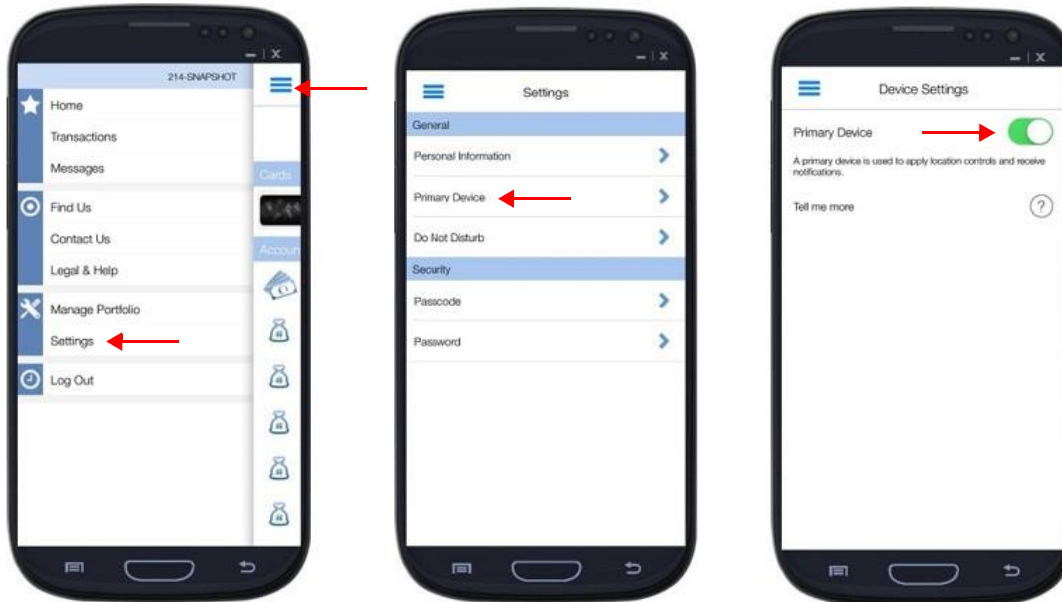 214-SNAPSHOT
Home
Transactions
Messages
Find Us
Contact Us
Legal & Help
Manage Portfolio
Settings
Log Out
Cards
Accoun
Settings
General
Personal Information
Primary Device
Do Not Disturb
Security
Passcode
Password
Device Settings
Primary Device
A primary device is used to apply location controls and receive
notifications.
Tell me more
?